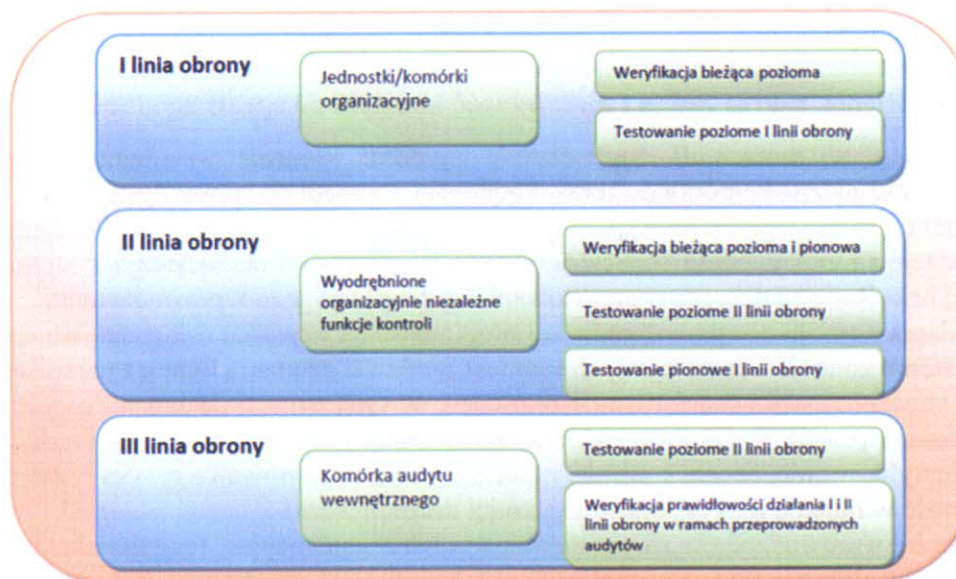 I linia obrony
Jednostki/komórki
organizacyjne
Weryfikacja bieżąca pozioma
Testowanie poziome I linii obrony
II linia obrony
Wyodrębnione
organizacyjnie niezależne
funkcje kontroli
Weryfikacja bieżąca pozioma i pionowa
Testowanie poziome II linii obrony
Testowanie pionowe I linii obrony
III linia obrony
Komórka audytu
wewnętrznego
Testowanie poziome II linii obrony
Weryfikacja prawidłowości działania I i II
linii obrony w ramach przeprowadzonych
audytów